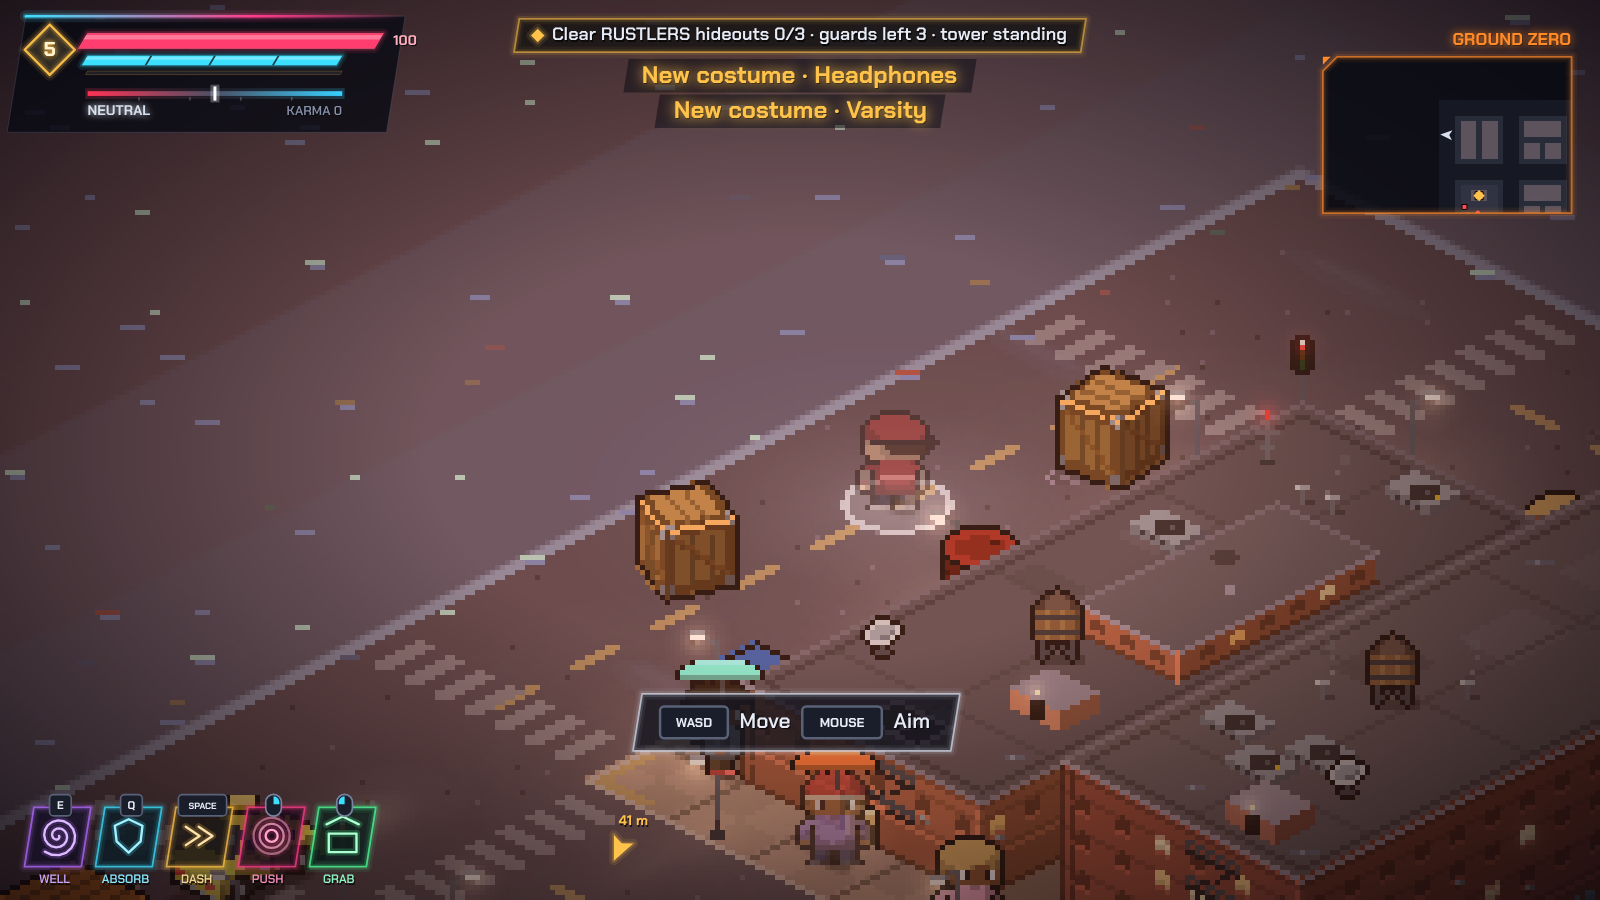 5
100
NEUTRAL
KARMA 0
Clear RUSTLERS hideouts 0/3 · guards left 3 · tower standing
New costume · Headphones
New costume · Varsity
GROUND ZERO
WASD Move MOUSE Aim
41 m
E
Q
SPACE
WELL
ABSORB
DASH
PUSH
GRAB